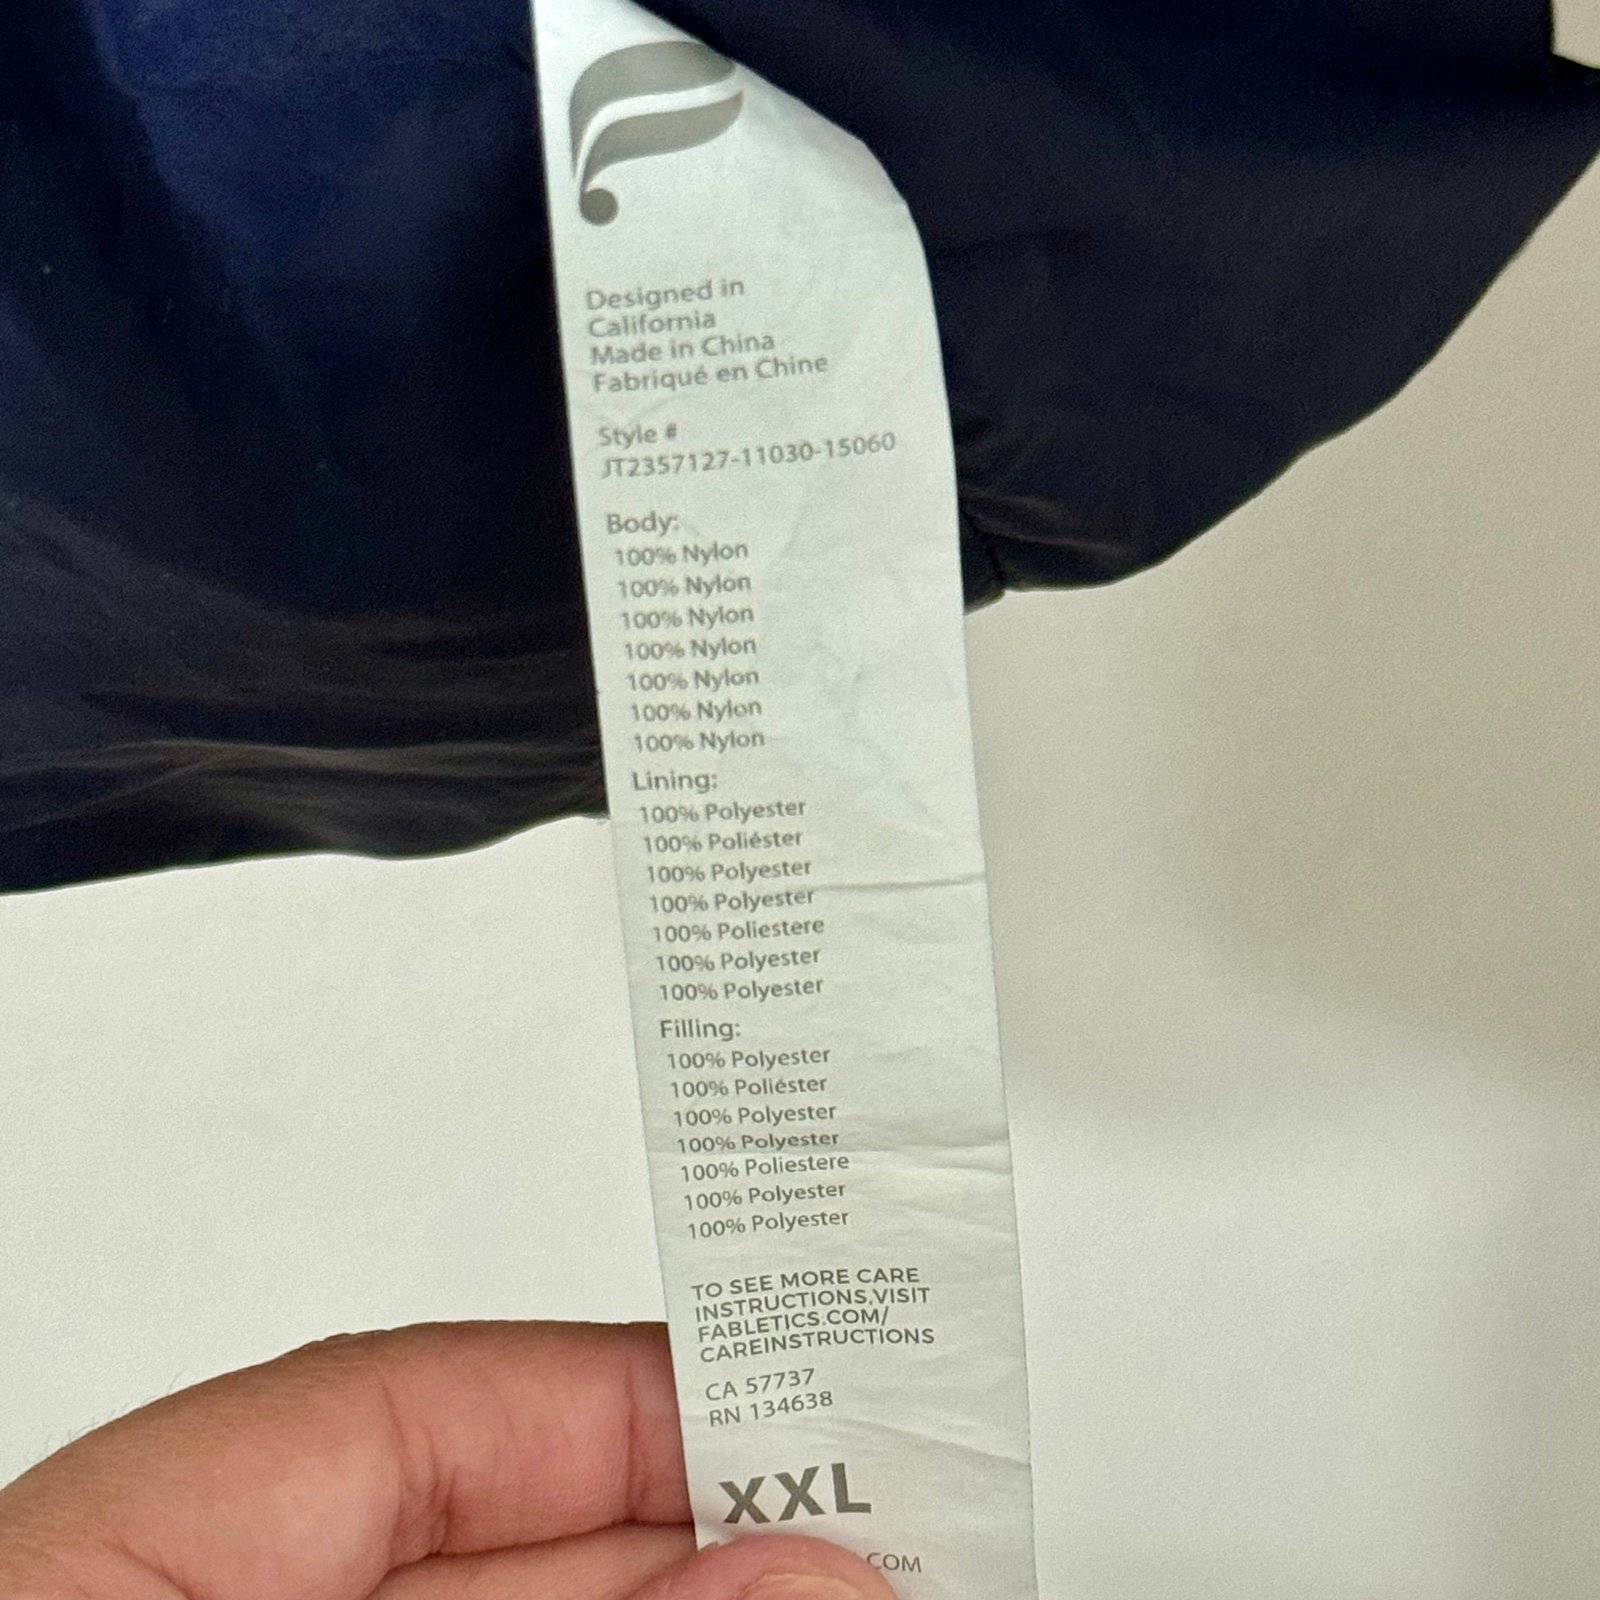 Designed in
California
Made in China
Fabriqué en Chine
Style #
JT2357127-11030-15060
Body:
100% Nylon
100% Nylon
100% Nylon
100% Nylon
100% Nylon
100% Nylon
100% Nylon
Lining:
100% Polyester
100% Poliéster
100% Polyester
100% Polyester
100% Poliestere
100% Polyester
100% Polyester
Filling:
100% Polyester
100% Poliéster
100% Polyester
100% Polyester
100% Poliestere
100% Polyester
100% Polyester
TO SEE MORE CARE
INSTRUCTIONS,VISIT
FABLETICS.COM/
CAREINSTRUCTIONS
CA 57737
RN 134638
XXL
.COM